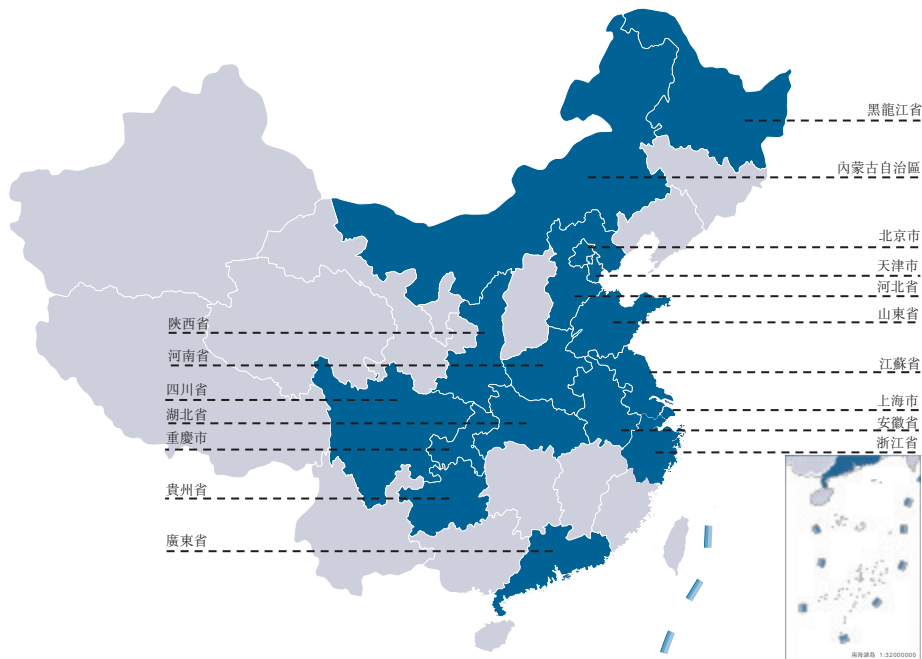 黑龍江省
內蒙古自治區
北京市
天津市
河北省
山東省
陝西省
河南省
江蘇省
四川省
上海市
湖北省
安徽省
重慶市
浙江省
貴州省
廣東省
南海諸島 1:32000000